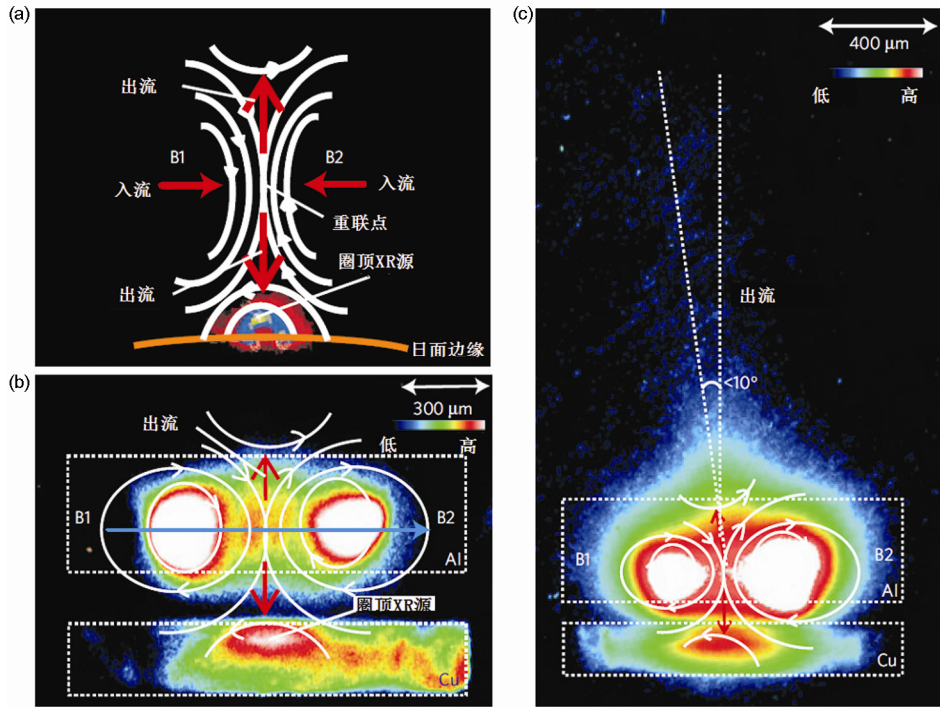 (a)
出流
B1
B2
入流
入流
重联点
圈顶XR源
出流
日面边缘
(b)
300 μm
出流
低
高
B1
B2
Al
圈顶XR源
Cu
(c)
400 μm
低
高
出流
<10°
B1
B2
Al
Cu